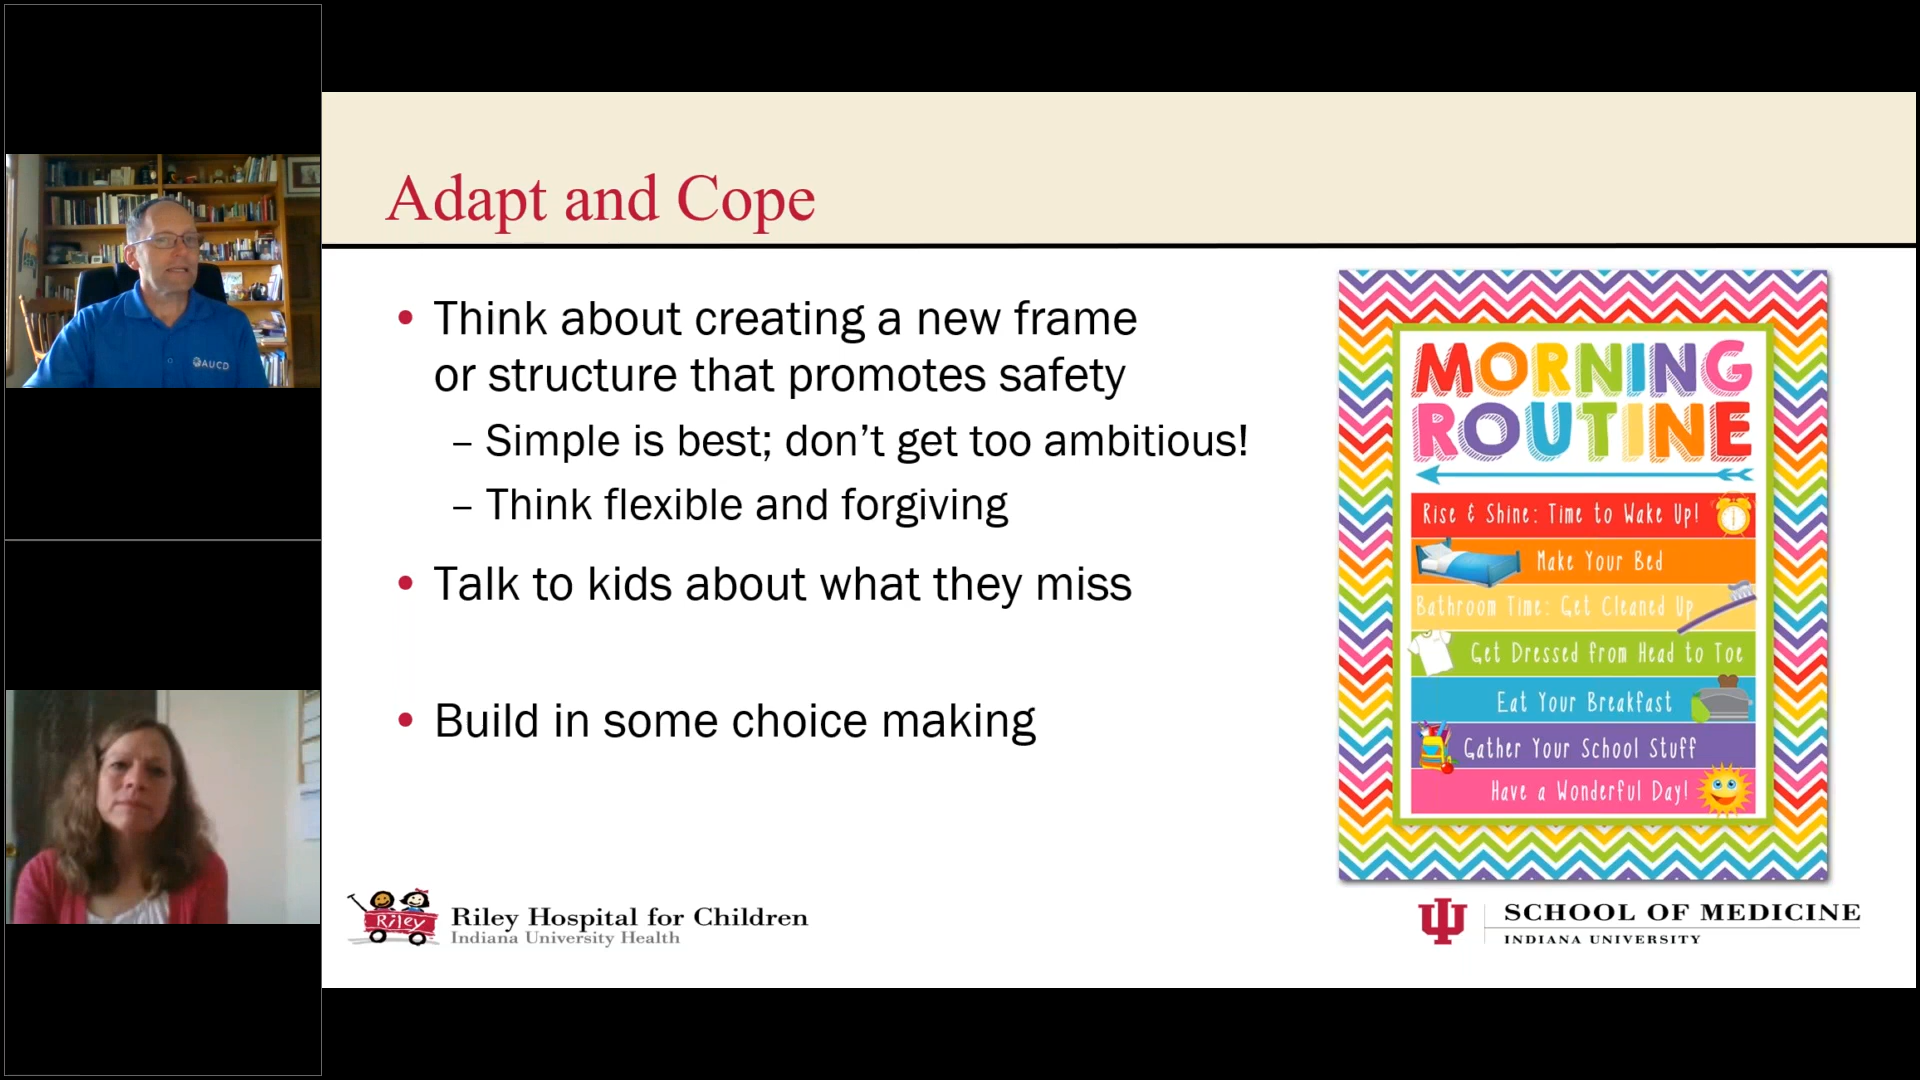 AUCD
Adapt and Cope
• Think about creating a new frame
or structure that promotes safety
– Simple is best; don’t get too ambitious!
– Think flexible and forgiving
• Talk to kids about what they miss
• Build in some choice making
MORNING
ROUTINE
Rise & Shine: Time to Wake Up!
Make Your Bed
Bathroom Time: Get Cleaned Up
Get Dressed from Head to Toe
Eat Your Breakfast
Gather Your School Stuff
Have a Wonderful Day!
Riley
Riley Hospital for Children
Indiana University Health
SCHOOL OF MEDICINE
INDIANA UNIVERSITY